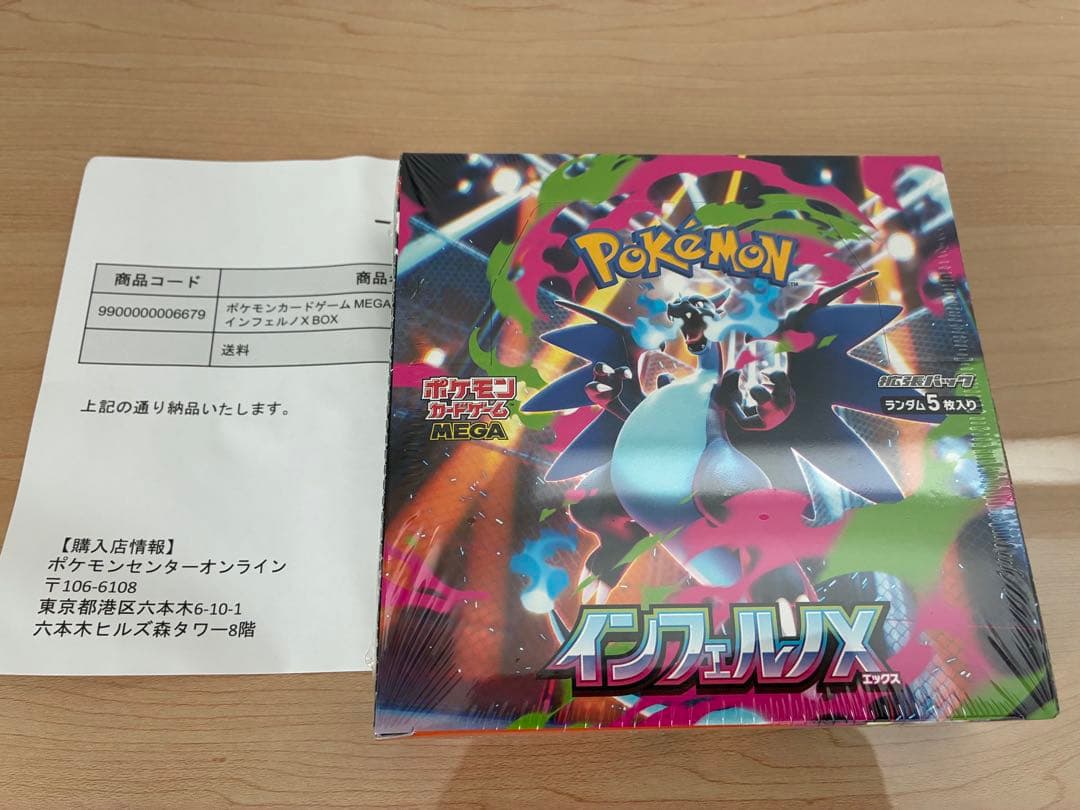 商品コード
商品
9900000006679
ポケモンカードゲーム MEGA
インフェルノX BOX
送料
上記の通り納品いたします。
【購入店情報】
ポケモンセンターオンライン
〒106-6108
東京都港区六本木6-10-1
六本木ヒルズ森タワー8階
POKéMON
TM
ポケモン
カードゲーム
MEGA
拡張パック
ランダム5枚入り
インフェルノX
エックス